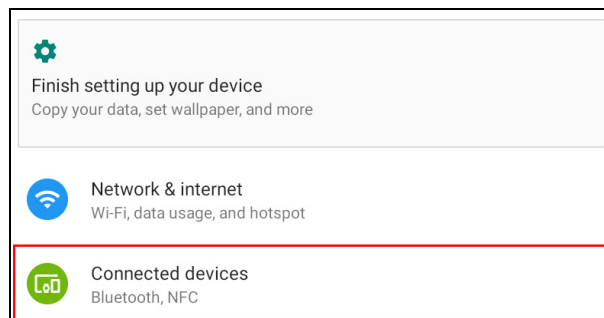 Finish setting up your device
Copy your data, set wallpaper, and more
Network & internet
Wi-Fi, data usage, and hotspot
Connected devices
Bluetooth, NFC